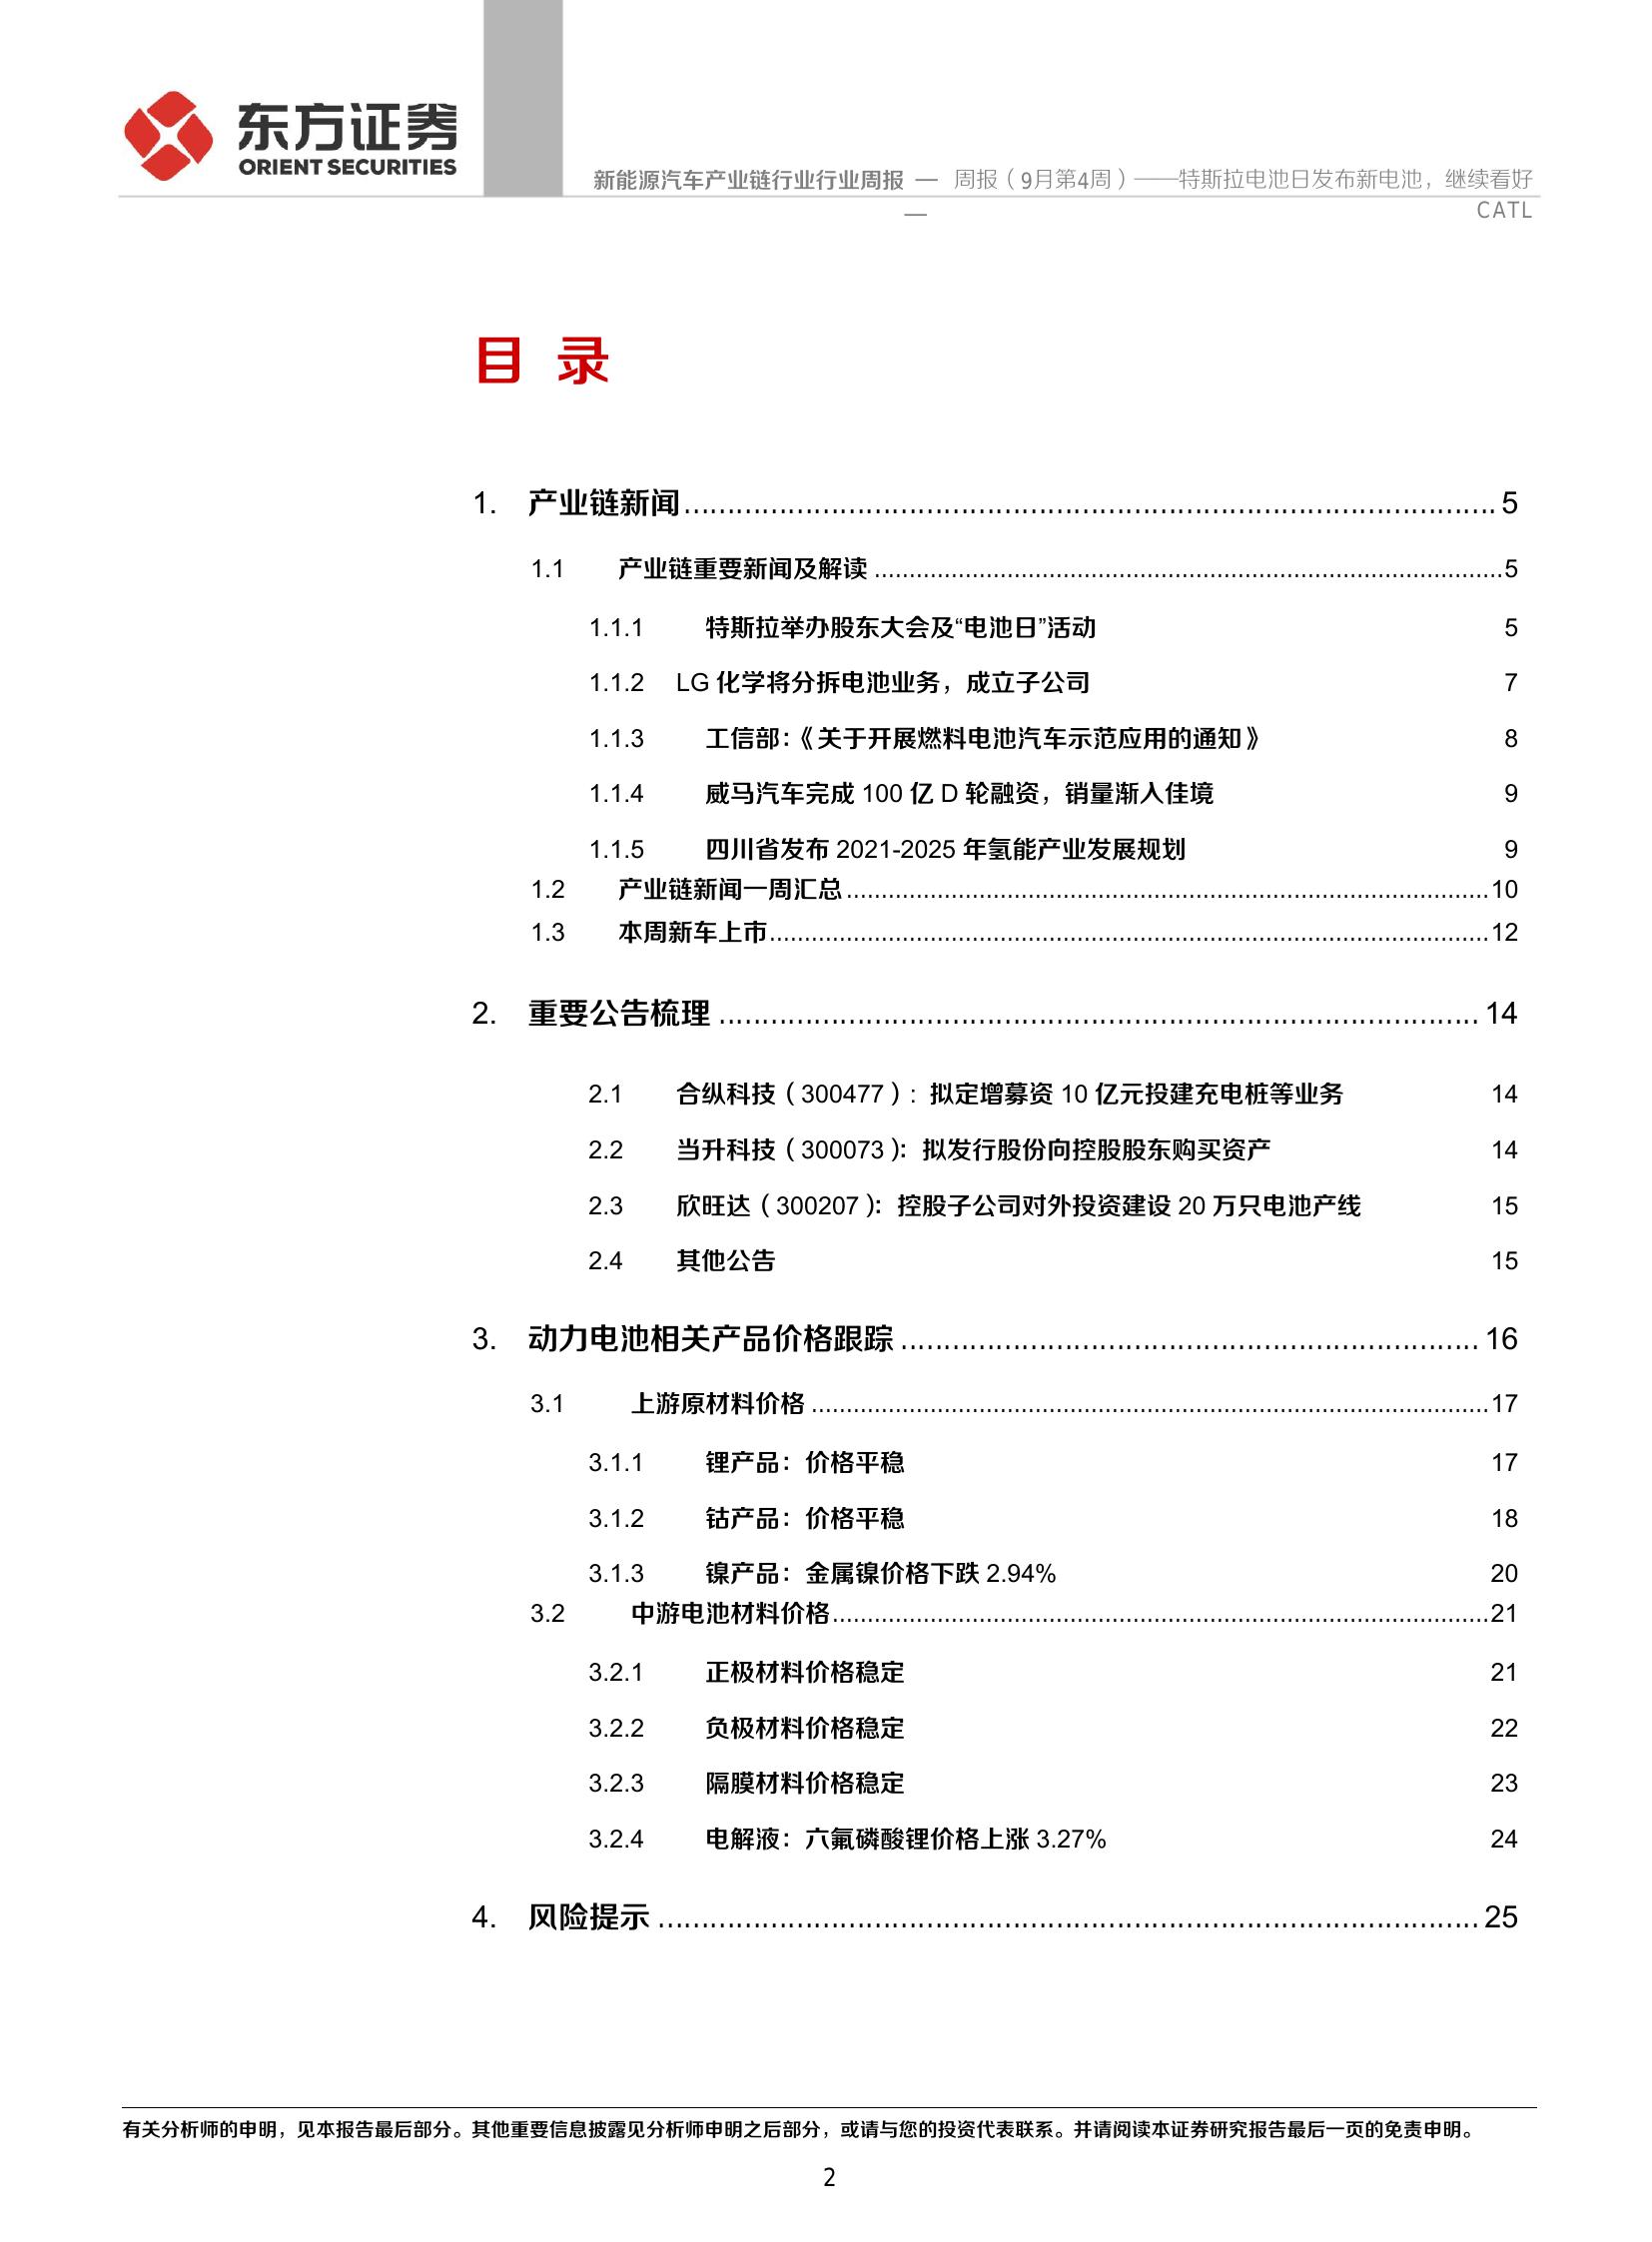 东方证券
ORIENT SECURITIES
新能源汽车产业链行业行业周报 — 周报（9月第4周）——特斯拉电池日发布新电池，继续看好
— CATL
目 录
1. 产业链新闻 5
1.1 产业链重要新闻及解读 5
1.1.1 特斯拉举办股东大会及“电池日”活动 5
1.1.2 LG 化学将分拆电池业务，成立子公司 7
1.1.3 工信部：《关于开展燃料电池汽车示范应用的通知》 8
1.1.4 威马汽车完成 100 亿 D 轮融资，销量渐入佳境 9
1.1.5 四川省发布 2021-2025 年氢能产业发展规划 9
1.2 产业链新闻一周汇总 10
1.3 本周新车上市 12
2. 重要公告梳理 14
2.1 合纵科技（300477）: 拟定增募资 10 亿元投建充电桩等业务 14
2.2 当升科技（300073）：拟发行股份向控股股东购买资产 14
2.3 欣旺达（300207）：控股子公司对外投资建设 20 万只电池产线 15
2.4 其他公告 15
3. 动力电池相关产品价格跟踪 16
3.1 上游原材料价格 17
3.1.1 锂产品：价格平稳 17
3.1.2 钴产品：价格平稳 18
3.1.3 镍产品：金属镍价格下跌 2.94% 20
3.2 中游电池材料价格 21
3.2.1 正极材料价格稳定 21
3.2.2 负极材料价格稳定 22
3.2.3 隔膜材料价格稳定 23
3.2.4 电解液：六氟磷酸锂价格上涨 3.27% 24
4. 风险提示 25
有关分析师的申明，见本报告最后部分。其他重要信息披露见分析师申明之后部分，或请与您的投资代表联系。并请阅读本证券研究报告最后一页的免责申明。
2